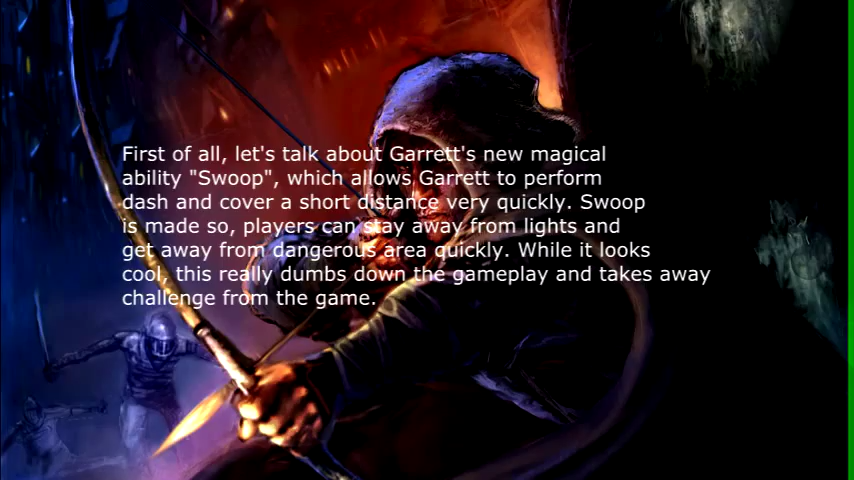 First of all, let's talk about Garrett's new magical
ability "Swoop", which allows Garrett to perform
dash and cover a short distance very quickly. Swoop
is made so, players can stay away from lights and
get away from dangerous area quickly. While it looks
cool, this really dumbs down the gameplay and takes away
challenge from the game.